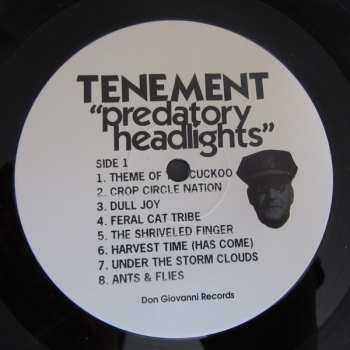 TENEMENT
"predatory
headlights"
SIDE 1
1. THEME OF CUCKOO
2. CROP CIRCLE NATION
3. DULL JOY
4. FERAL CAT TRIBE
5. THE SHRIVELED FINGER
6. HARVEST TIME (HAS COME)
7. UNDER THE STORM CLOUDS
8. ANTS & FLIES
Don Giovanni Records